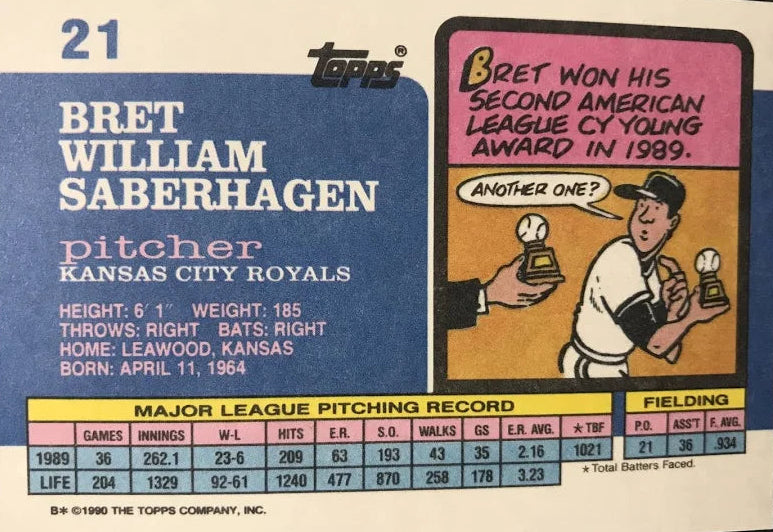 21
Topps®
BRET
WILLIAM
SABERHAGEN
pitcher
KANSAS CITY ROYALS
HEIGHT: 6' 1" WEIGHT: 185
THROWS: RIGHT BATS: RIGHT
HOME: LEAWOOD, KANSAS
BORN: APRIL 11, 1964
BRET WON HIS
SECOND AMERICAN
LEAGUE CY YOUNG
AWARD IN 1989.
ANOTHER ONE?
MAJOR LEAGUE PITCHING RECORD
GAMES INNINGS W-L HITS E.R. S.O. WALKS GS E.R. AVG. *TBF
1989 36 262.1 23-6 209 63 193 43 35 2.16 1021
LIFE 204 1329 92-61 1240 477 870 258 178 3.23
FIELDING
P.O. ASS'T F. AVG.
21 36 .934
*Total Batters Faced.
B* ©1990 THE TOPPS COMPANY, INC.